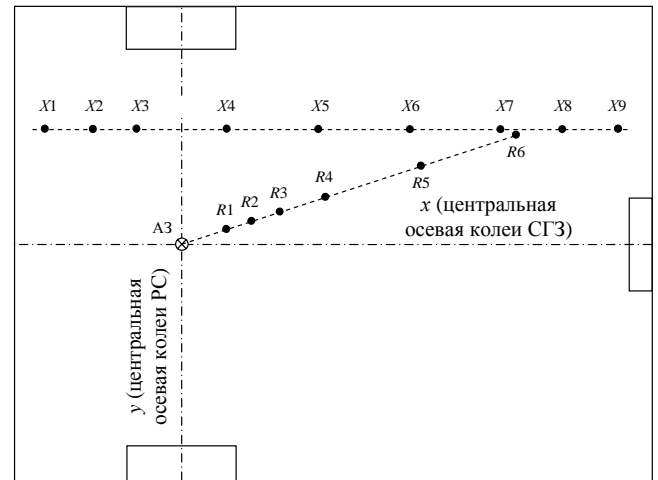 X1 X2 X3 X4 X5 X6 X7 X8 X9
R6
R5
R4
R3
R2
R1
x (центральная
осевая колеи СГЗ)
АЗ
y (центральная
осевая колеи РС)